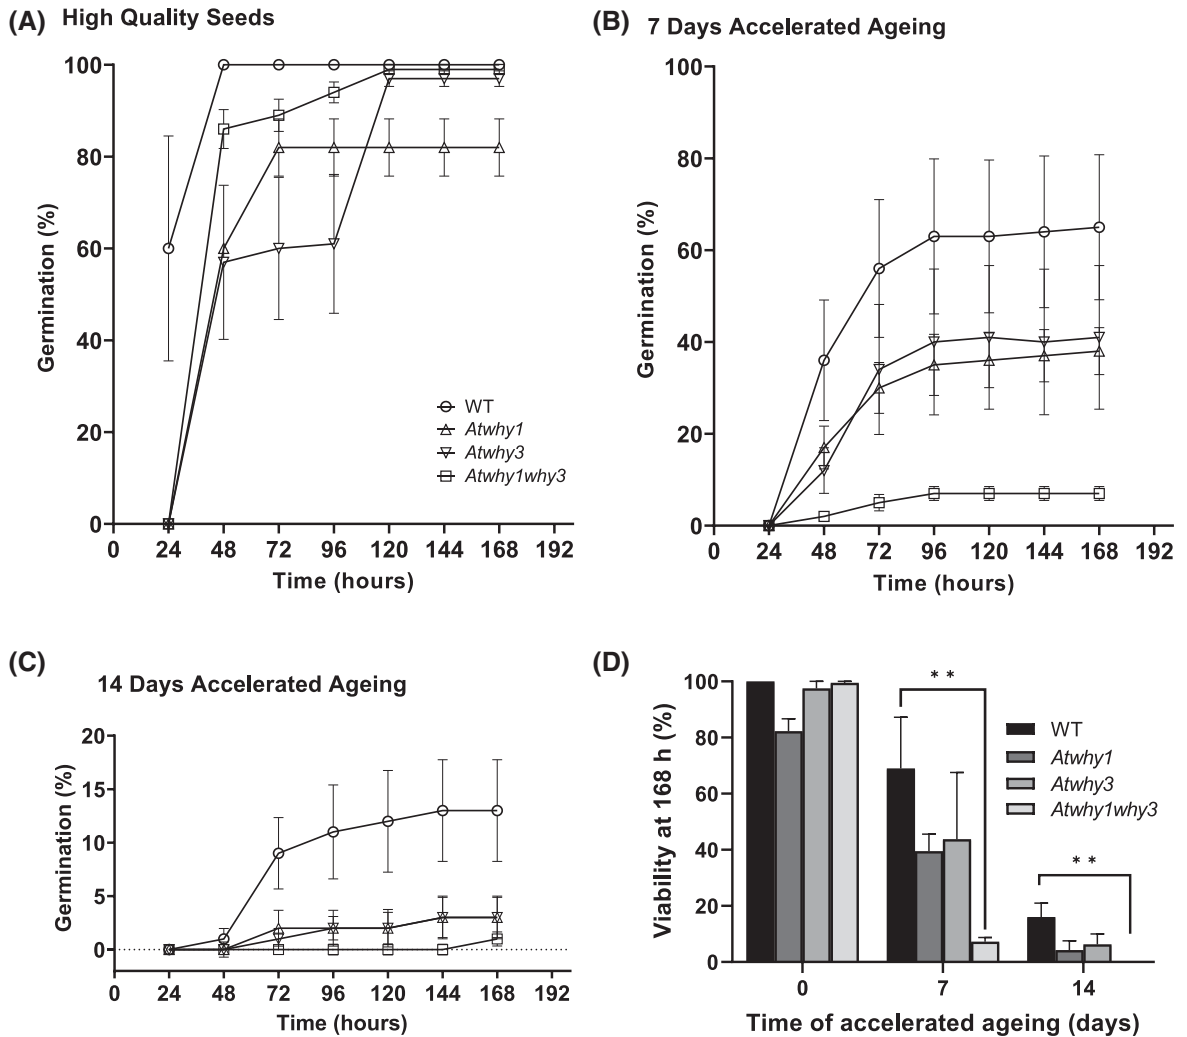 (A) High Quality Seeds
100
80
60
40
20
0
Germination (%)
WT
Atwhy1
Atwhy3
Atwhy1why3
0 24 48 72 96 120 144 168 192
Time (hours)
(B) 7 Days Accelerated Ageing
100
80
60
40
20
0
Germination (%)
0 24 48 72 96 120 144 168 192
Time (hours)
(C)
14 Days Accelerated Ageing
20
15
10
5
0
Germination (%)
0 24 48 72 96 120 144 168 192
Time (hours)
(D)
100
80
60
40
20
0
Viability at 168 h (%)
* *
WT
Atwhy1
Atwhy3
Atwhy1why3
* *
0 7 14
Time of accelerated ageing (days)